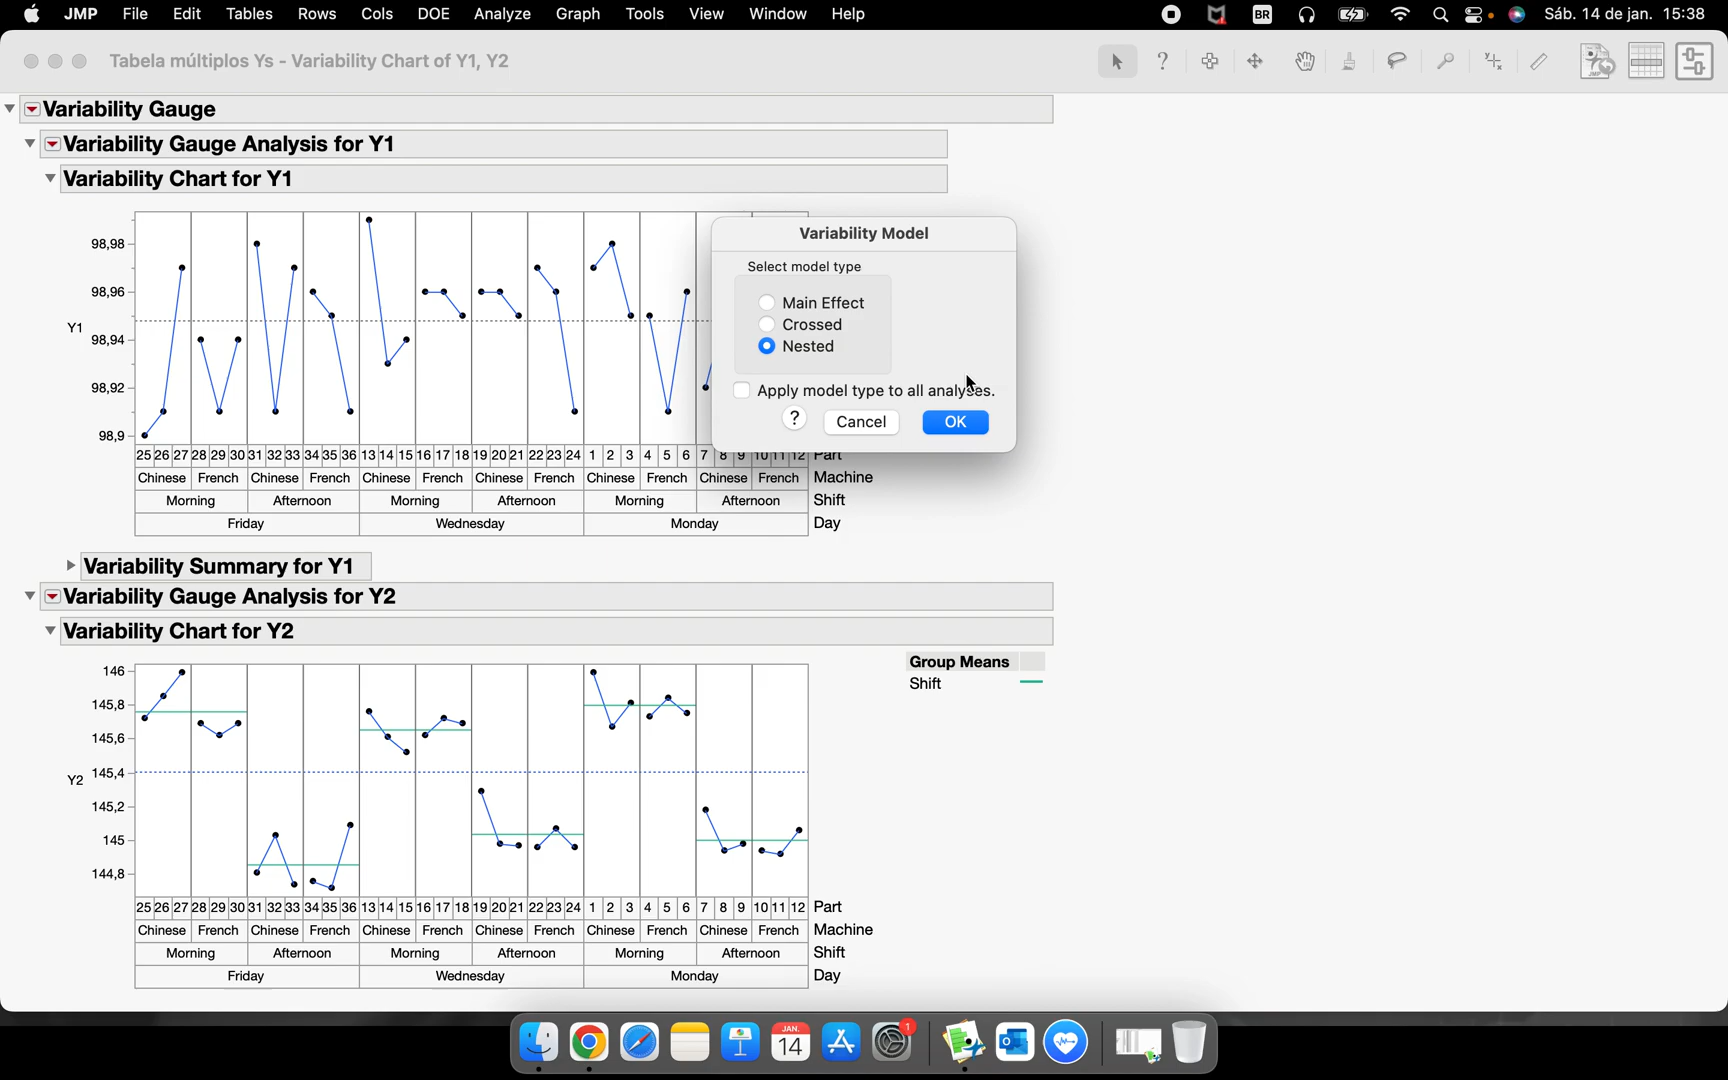 JMP File Edit Tables Rows Cols DOE Analyze Graph Tools View Window Help BR Sáb. 14 de jan. 15:38
Tabela múltiplos Ys - Variability Chart of Y1, Y2
Variability Gauge
Variability Gauge Analysis for Y1
Variability Chart for Y1
Variability Model
Select model type
Main Effect
Crossed
Nested
Apply model type to all analyses.
? Cancel OK
98,98
98,96
Y1
98,94
98,92
98,9
25 26 27 28 29 30 31 32 33 34 35 36 13 14 15 16 17 18 19 20 21 22 23 24 1 2 3 4 5 6 7 8 9 10 11 12 Part
Chinese French Chinese French Chinese French Chinese French Chinese French Chinese French Machine
Morning Afternoon Morning Afternoon Morning Afternoon Shift
Friday Wednesday Monday Day
Variability Summary for Y1
Variability Gauge Analysis for Y2
Variability Chart for Y2
Group Means
Shift
146
145,8
145,6
Y2 145,4
145,2
145
144,8
25 26 27 28 29 30 31 32 33 34 35 36 13 14 15 16 17 18 19 20 21 22 23 24 1 2 3 4 5 6 7 8 9 10 11 12 Part
Chinese French Chinese French Chinese French Chinese French Chinese French Chinese French Machine
Morning Afternoon Morning Afternoon Morning Afternoon Shift
Friday Wednesday Monday Day
JAN. 14
1